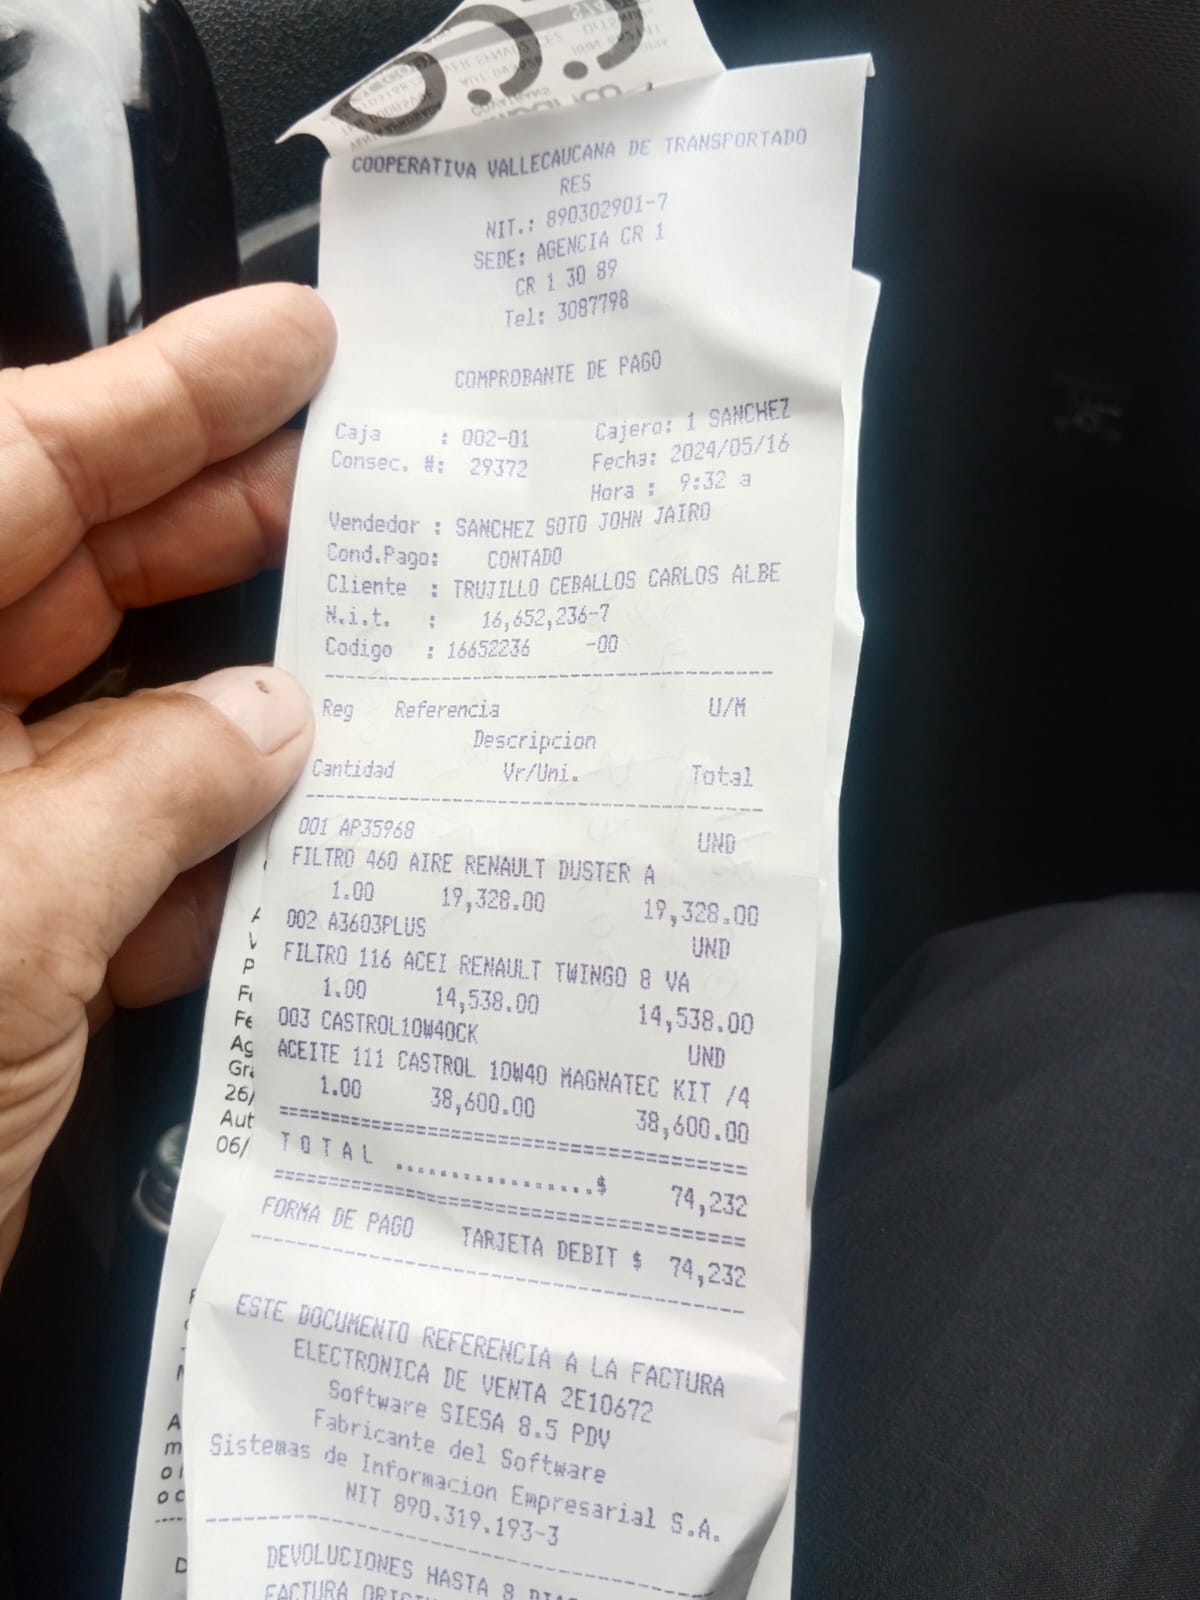 COOPERATIVA VALLECAUCANA DE TRANSPORTADO
RES
NIT.: 890302901-7
SEDE: AGENCIA CR 1
CR 1 30 89
Tel: 3087798
COMPROBANTE DE PAGO
Caja : 002-01 Cajero: 1 SANCHEZ
Consec. #: 29372 Fecha: 2024/05/16
Hora : 9:32 a
Vendedor : SANCHEZ SOTO JOHN JAIRO
Cond.Pago: CONTADO
Cliente : TRUJILLO CEBALLOS CARLOS ALBE
N.i.t. : 16,652,236-7
Codigo : 16652236 -00
Reg Referencia U/M
Descripcion
Cantidad Vr/Uni. Total
001 AP35968 UND
FILTRO 460 AIRE RENAULT DUSTER A
1.00 19,328.00 19,328.00
002 A3603PLUS UND
FILTRO 116 ACEI RENAULT TWINGO 8 VA
1.00 14,538.00 14,538.00
003 CASTROL10W40CK UND
ACEITE 111 CASTROL 10W40 MAGNATEC KIT /4
1.00 38,600.00 38,600.00
TOTAL .................$ 74,232
FORMA DE PAGO TARJETA DEBIT $ 74,232
ESTE DOCUMENTO REFERENCIA A LA FACTURA
ELECTRONICA DE VENTA 2E10672
Software SIESA 8.5 PDV
Fabricante del Software
Sistemas de Informacion Empresarial S.A.
NIT 890.319.193-3
DEVOLUCIONES HASTA 8
FACTURA